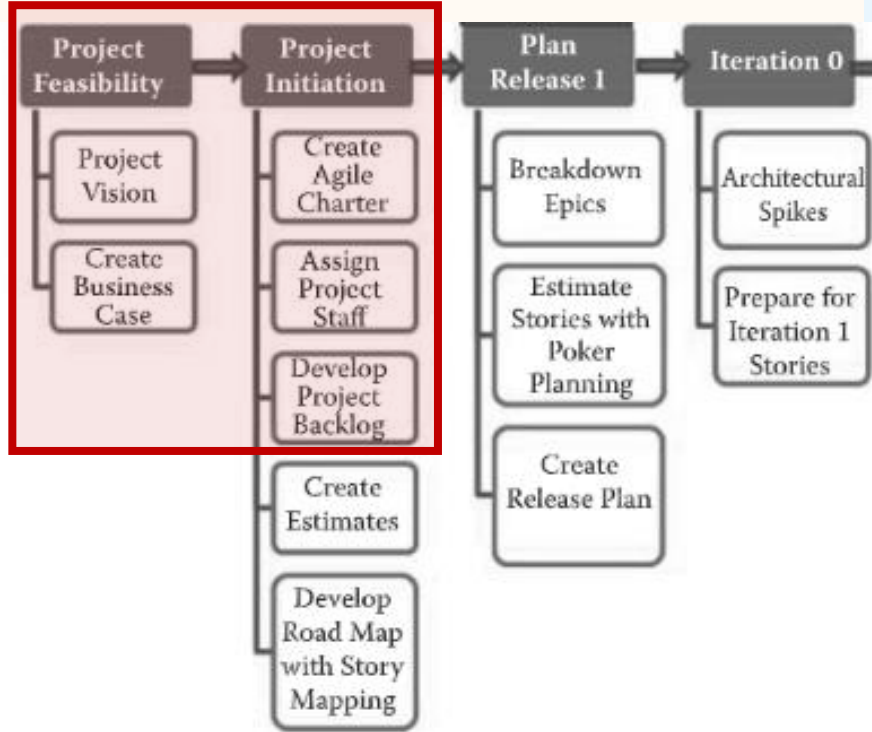 Project
Feasibility
Project
Vision
Create
Business
Case
Project
Initiation
Create
Agile
Charter
Assign
Project
Staff
Develop
Project
Backlog
Create
Estimates
Develop
Road Map
with Story
Mapping
Plan
Release 1
Breakdown
Epics
Estimate
Stories with
Poker
Planning
Create
Release Plan
Iteration 0
Architectural
Spikes
Prepare for
Iteration 1
Stories